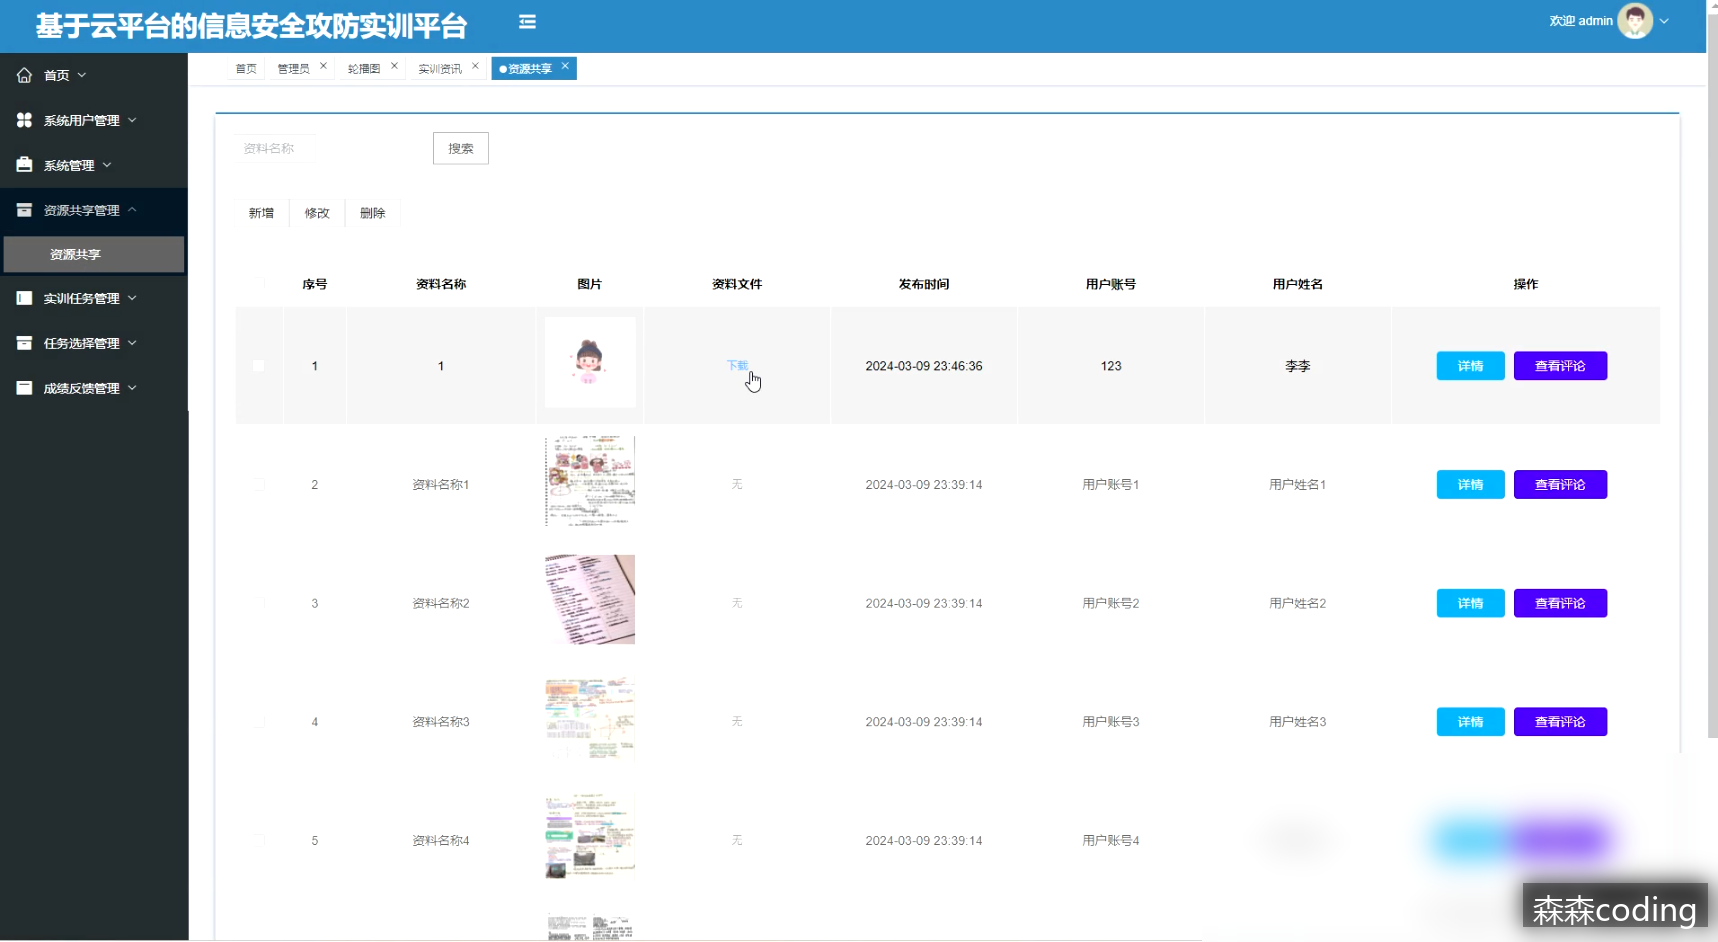 基于云平台的信息安全攻防实训平台
欢迎 admin
首页
系统用户管理
系统管理
资源共享管理
资源共享
实训任务管理
任务选择管理
成绩反馈管理
首页 管理员 轮播图 实训资讯 资源共享
资料名称 搜索
新增 修改 删除
序号 资料名称 图片 资料文件 发布时间 用户账号 用户姓名 操作
1 1 下载 2024-03-09 23:46:36 123 李李 详情 查看评论
2 资料名称1 无 2024-03-09 23:39:14 用户账号1 用户姓名1 详情 查看评论
3 资料名称2 无 2024-03-09 23:39:14 用户账号2 用户姓名2 详情 查看评论
4 资料名称3 无 2024-03-09 23:39:14 用户账号3 用户姓名3 详情 查看评论
5 资料名称4 无 2024-03-09 23:39:14 用户账号4
森森coding